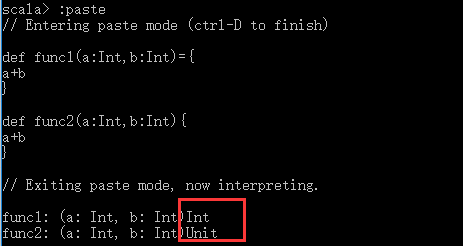 scala> :paste
// Entering paste mode (ctrl-D to finish)
def func1(a:Int,b:Int)={
a+b
}
def func2(a:Int,b:Int){
a+b
}
// Exiting paste mode, now interpreting.
func1: (a: Int, b: Int)Int
func2: (a: Int, b: Int)Unit